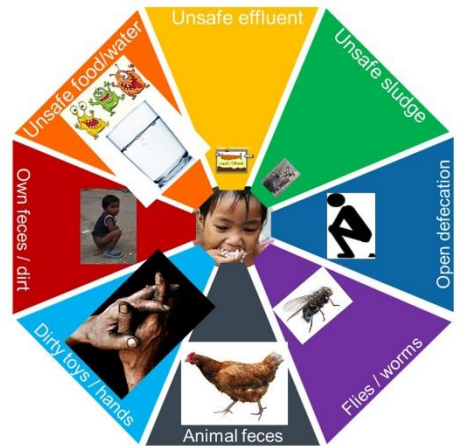 Unsafe effluent
Unsafe sludge
Open defecation
Flies / worms
Animal feces
Dirty toys / hands
Own feces / dirt
Unsafe food/water